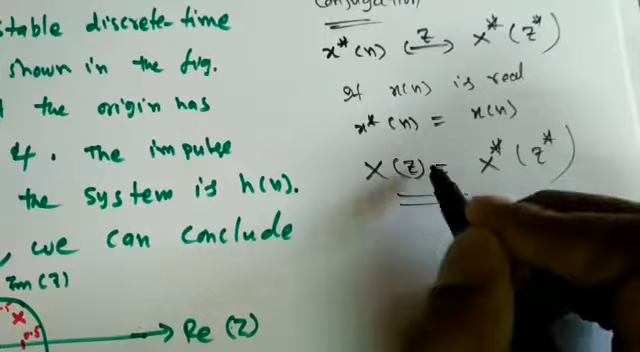 stable discrete-time
shown in the fig.
the origin has
4. The impulse
the system is h(n).
, we can conclude
Im(z)
Re(z)
Conjugation
x*(n) ⟷ᶻ X*(z*)
If x(n) is real
x*(n) = x(n)
X(z) = X*(z*)